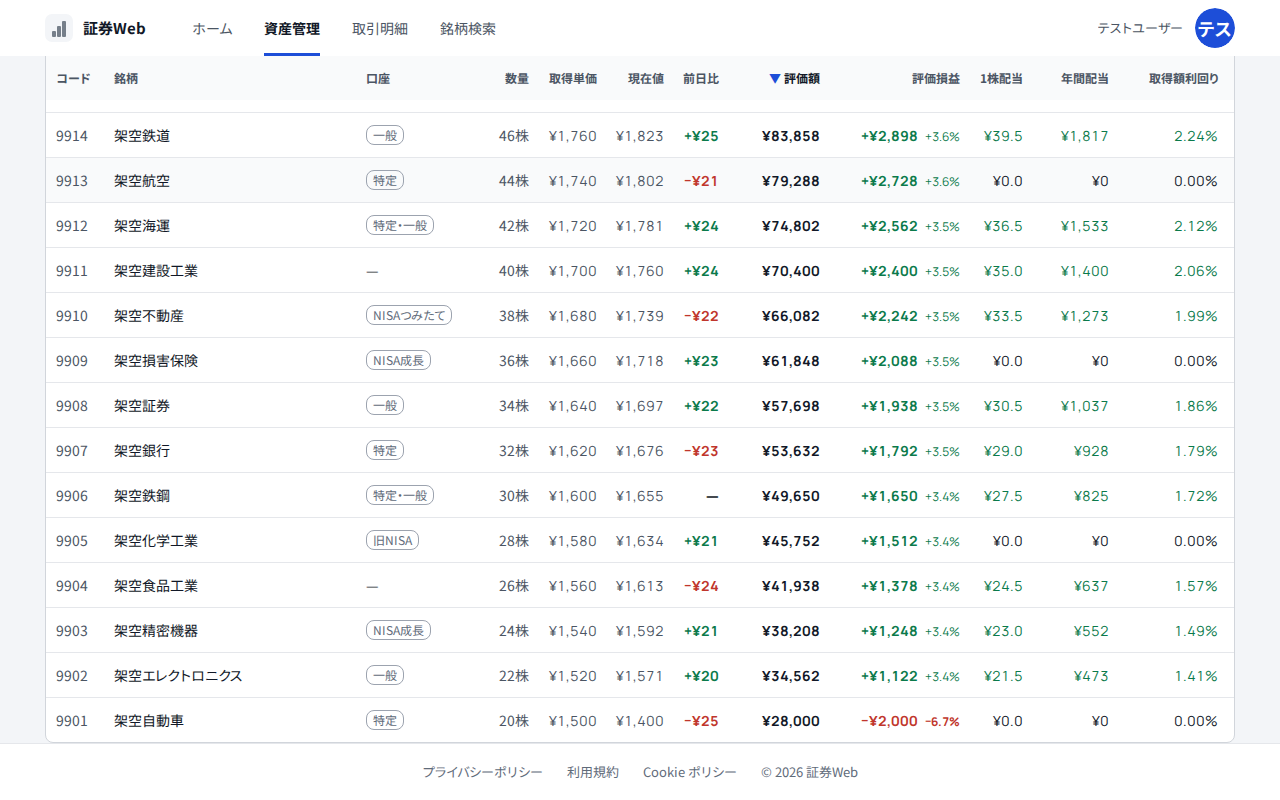 証券Web ホーム 資産管理 取引明細 銘柄検索 テストユーザー テス
コード 銘柄 口座 数量 取得単価 現在値 前日比 ▼評価額 評価損益 1株配当 年間配当 取得額利回り
9914 架空鉄道 一般 46株 ¥1,760 ¥1,823 +¥25 ¥83,858 +¥2,898 +3.6% ¥39.5 ¥1,817 2.24%
9913 架空航空 特定 44株 ¥1,740 ¥1,802 −¥21 ¥79,288 +¥2,728 +3.6% ¥0.0 ¥0 0.00%
9912 架空海運 特定・一般 42株 ¥1,720 ¥1,781 +¥24 ¥74,802 +¥2,562 +3.5% ¥36.5 ¥1,533 2.12%
9911 架空建設工業 — 40株 ¥1,700 ¥1,760 +¥24 ¥70,400 +¥2,400 +3.5% ¥35.0 ¥1,400 2.06%
9910 架空不動産 NISAつみたて 38株 ¥1,680 ¥1,739 −¥22 ¥66,082 +¥2,242 +3.5% ¥33.5 ¥1,273 1.99%
9909 架空損害保険 NISA成長 36株 ¥1,660 ¥1,718 +¥23 ¥61,848 +¥2,088 +3.5% ¥0.0 ¥0 0.00%
9908 架空証券 一般 34株 ¥1,640 ¥1,697 +¥22 ¥57,698 +¥1,938 +3.5% ¥30.5 ¥1,037 1.86%
9907 架空銀行 特定 32株 ¥1,620 ¥1,676 −¥23 ¥53,632 +¥1,792 +3.5% ¥29.0 ¥928 1.79%
9906 架空鉄鋼 特定・一般 30株 ¥1,600 ¥1,655 — ¥49,650 +¥1,650 +3.4% ¥27.5 ¥825 1.72%
9905 架空化学工業 旧NISA 28株 ¥1,580 ¥1,634 +¥21 ¥45,752 +¥1,512 +3.4% ¥0.0 ¥0 0.00%
9904 架空食品工業 — 26株 ¥1,560 ¥1,613 −¥24 ¥41,938 +¥1,378 +3.4% ¥24.5 ¥637 1.57%
9903 架空精密機器 NISA成長 24株 ¥1,540 ¥1,592 +¥21 ¥38,208 +¥1,248 +3.4% ¥23.0 ¥552 1.49%
9902 架空エレクトロニクス 一般 22株 ¥1,520 ¥1,571 +¥20 ¥34,562 +¥1,122 +3.4% ¥21.5 ¥473 1.41%
9901 架空自動車 特定 20株 ¥1,500 ¥1,400 −¥25 ¥28,000 −¥2,000 −6.7% ¥0.0 ¥0 0.00%
プライバシーポリシー 利用規約 Cookie ポリシー © 2026 証券Web